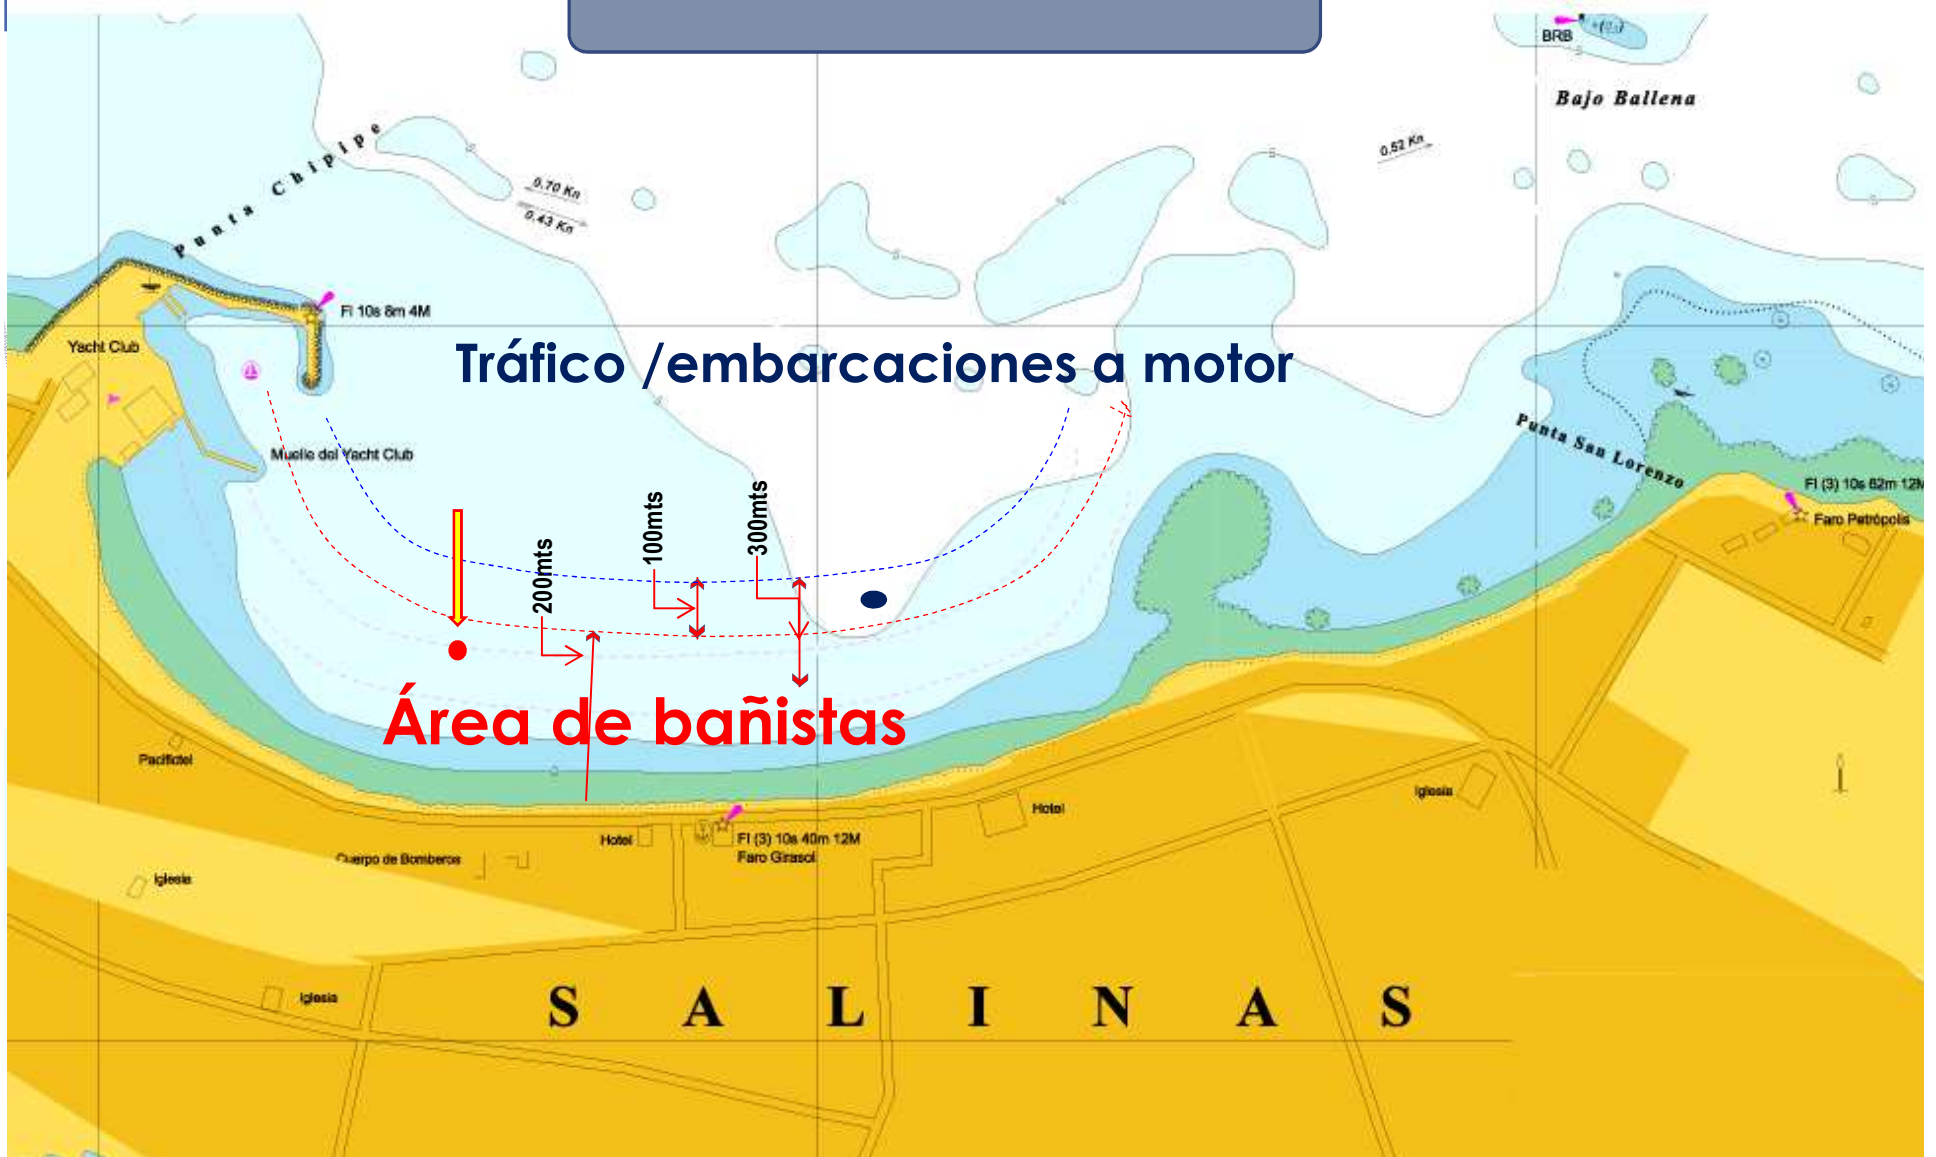 BRB
Bajo Ballena
Punta Chipipe
0.70 Kn
0.43 Kn
0.52 Kn
Fl 10s 8m 4M
Yacht Club
Tráfico /embarcaciones a motor
Muelle del Yacht Club
Punta San Lorenzo
Fl (3) 10s 62m 12M
Faro Petrópolis
200mts
100mts
300mts
Área de bañistas
Pacifictel
Hotel
Fl (3) 10s 40m 12M
Faro Girasol
Hotel
Iglesia
Cuerpo de Bomberos
Iglesia
Iglesia
SALINAS